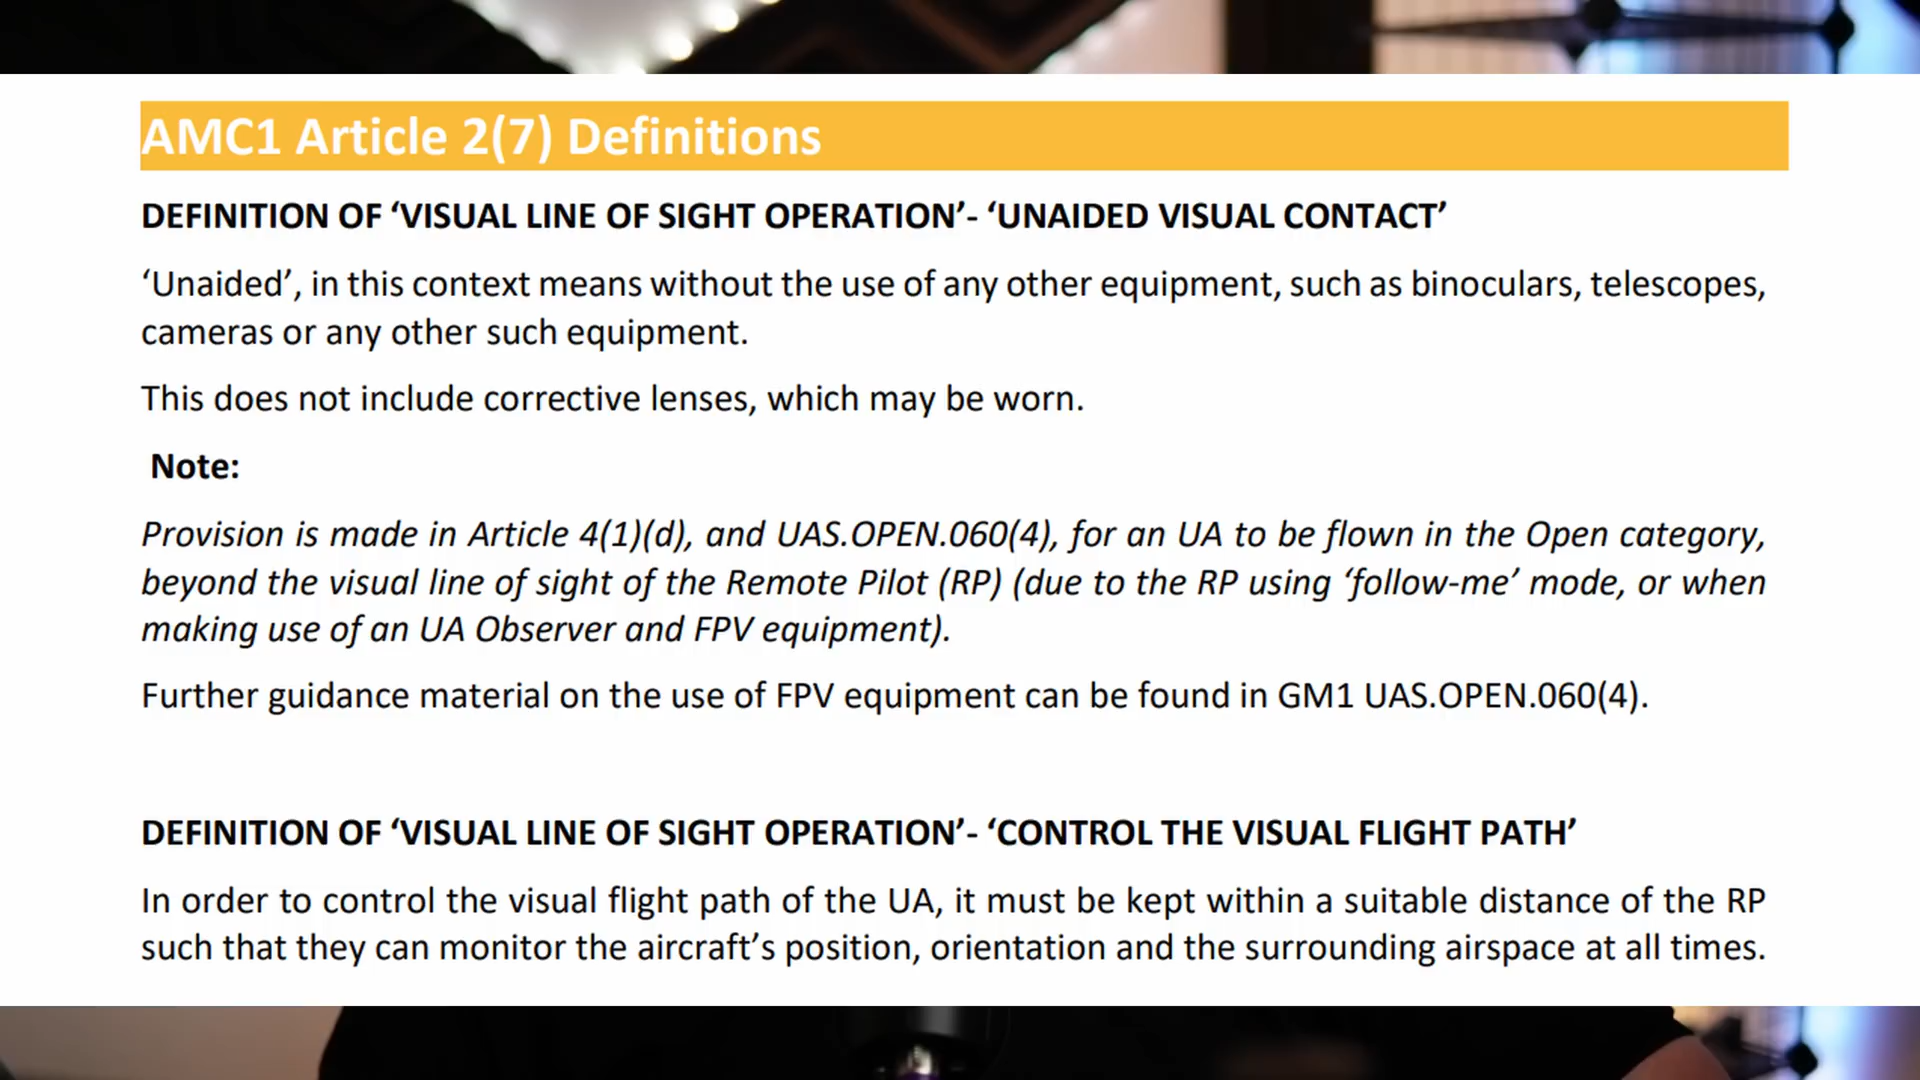 AMC1 Article 2(7) Definitions
DEFINITION OF ‘VISUAL LINE OF SIGHT OPERATION’- ‘UNAIDED VISUAL CONTACT’
‘Unaided’, in this context means without the use of any other equipment, such as binoculars, telescopes,
cameras or any other such equipment.
This does not include corrective lenses, which may be worn.
Note:
Provision is made in Article 4(1)(d), and UAS.OPEN.060(4), for an UA to be flown in the Open category,
beyond the visual line of sight of the Remote Pilot (RP) (due to the RP using ‘follow-me’ mode, or when
making use of an UA Observer and FPV equipment).
Further guidance material on the use of FPV equipment can be found in GM1 UAS.OPEN.060(4).
DEFINITION OF ‘VISUAL LINE OF SIGHT OPERATION’- ‘CONTROL THE VISUAL FLIGHT PATH’
In order to control the visual flight path of the UA, it must be kept within a suitable distance of the RP
such that they can monitor the aircraft’s position, orientation and the surrounding airspace at all times.